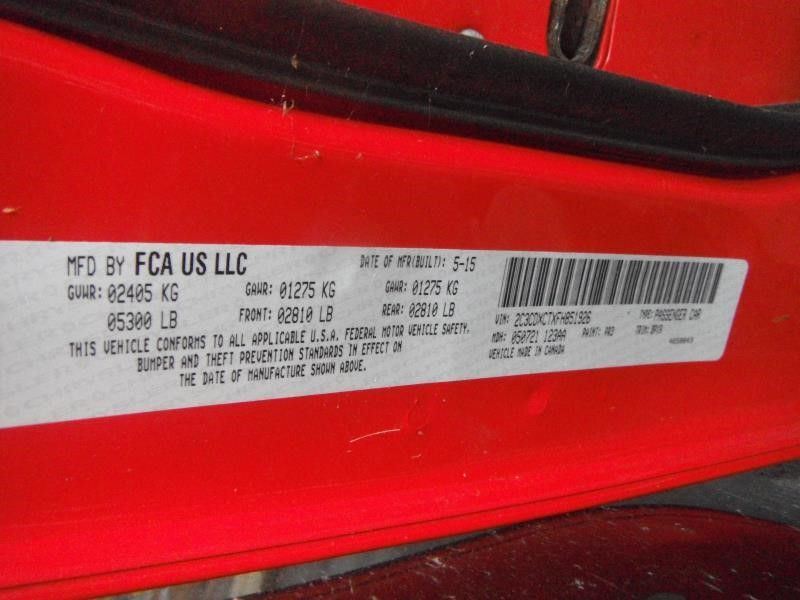 MFD BY FCA US LLC
DATE OF MFR(BUILT): 5-15
GVWR: 02405 KG GAWR: 01275 KG GAWR: 01275 KG
05300 LB FRONT: 02810 LB REAR: 02810 LB
THIS VEHICLE CONFORMS TO ALL APPLICABLE U.S.A. FEDERAL MOTOR VEHICLE SAFETY,
BUMPER AND THEFT PREVENTION STANDARDS IN EFFECT ON
THE DATE OF MANUFACTURE SHOWN ABOVE.
VIN: 2C3CDXCTXFH851926 TYPE: PASSENGER CAR
MDH: 050721 123AA PAINT: PR3 TRIM:
VEHICLE MADE IN CANADA